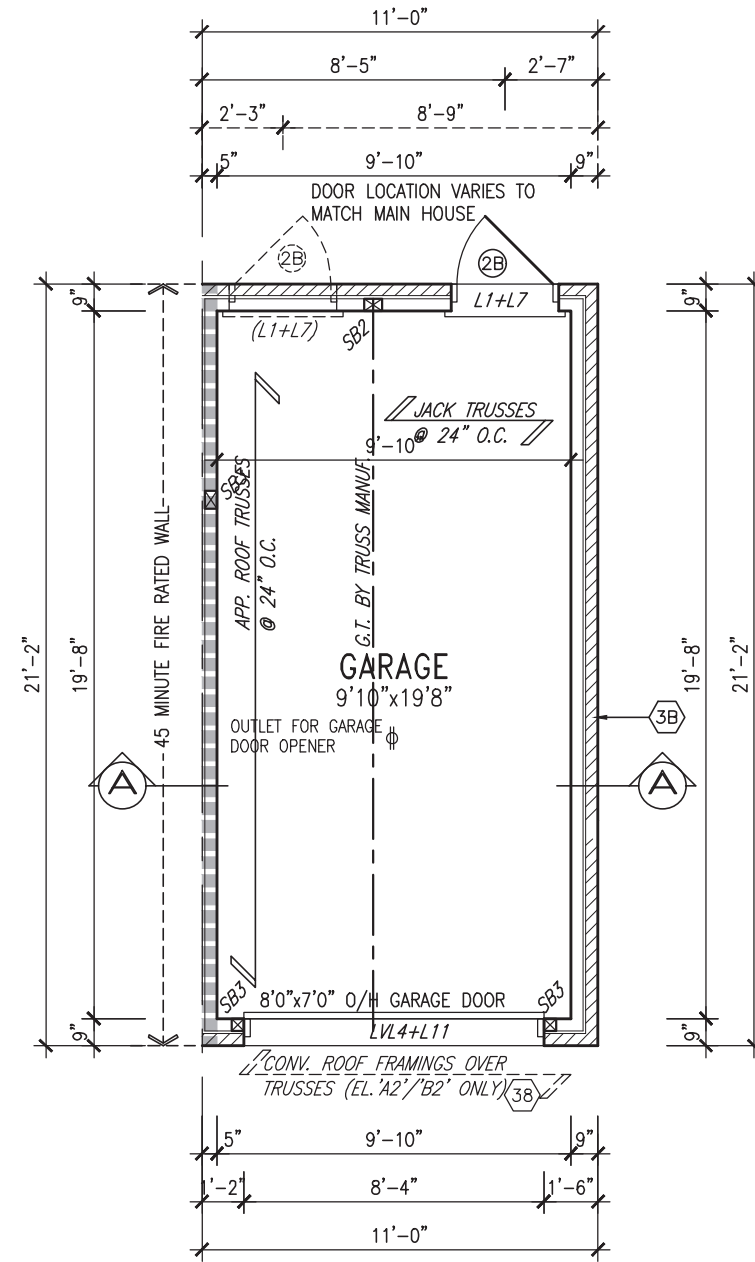 11'-0"
8'-5" 2'-7"
2'-3" 8'-9"
5" 9'-10" 9"
DOOR LOCATION VARIES TO
MATCH MAIN HOUSE
2B 2B
9" 9"
L1+L7
(L1+L7)
SB2
JACK TRUSSES
@ 24" O.C.
9'-10"
APP. ROOF TRUSSES
@ 24" O.C.
G.T. BY TRUSS MANUF.
45 MINUTE FIRE RATED WALL
21'-2" 19'-8" 19'-8" 21'-2"
GARAGE
9'10"x19'8"
OUTLET FOR GARAGE
DOOR OPENER
3B
A A
SB3 8'0"x7'0" O/H GARAGE DOOR SB3
LVL4+L11
9" 9"
CONV. ROOF FRAMINGS OVER
TRUSSES (EL.'A2'/'B2' ONLY) 38
5" 9'-10" 9"
1'-2" 8'-4" 1'-6"
11'-0"